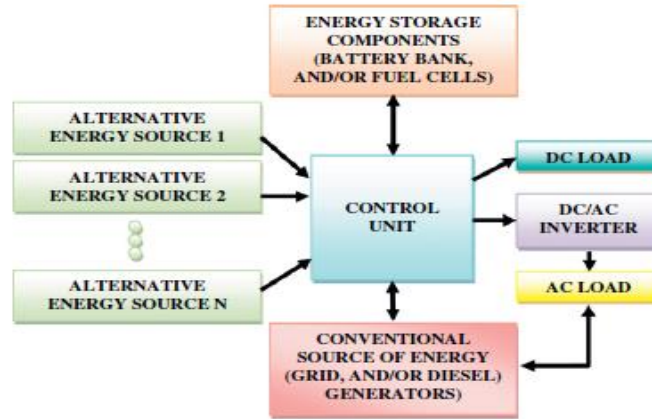 ENERGY STORAGE
COMPONENTS
(BATTERY BANK,
AND/OR FUEL CELLS)
ALTERNATIVE
ENERGY SOURCE 1
ALTERNATIVE
ENERGY SOURCE 2
ALTERNATIVE
ENERGY SOURCE N
CONTROL
UNIT
DC LOAD
DC/AC
INVERTER
AC LOAD
CONVENTIONAL
SOURCE OF ENERGY
(GRID, AND/OR DIESEL)
GENERATORS)